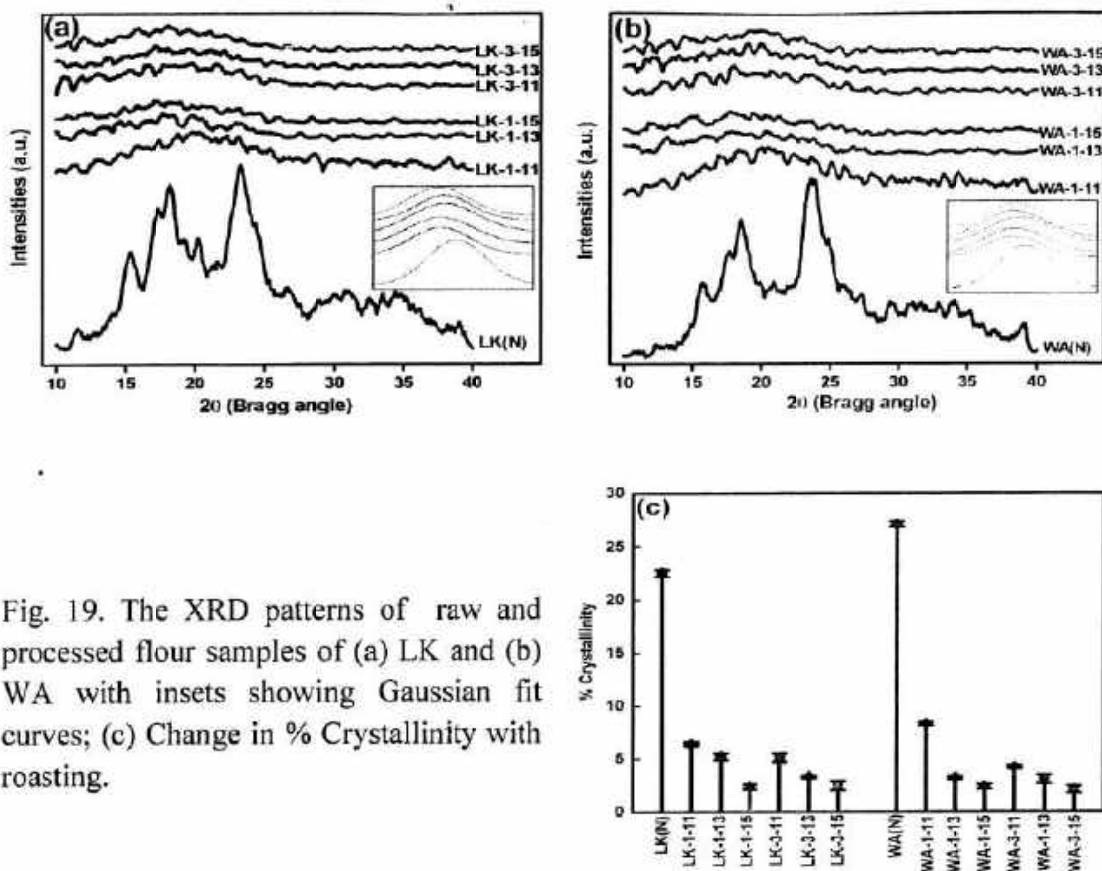 (a)
LK-3-15
LK-3-13
LK-3-11
LK-1-15
LK-1-13
LK-1-11
LK(N)
Intensities (a.u.)
10 15 20 25 30 35 40
2θ (Bragg angle)
(b)
WA-3-15
WA-3-13
WA-3-11
WA-1-15
WA-1-13
WA-1-11
WA(N)
Intensities (a.u.)
10 15 20 25 30 35 40
2θ (Bragg angle)
Fig. 19. The XRD patterns of raw and
processed flour samples of (a) LK and (b)
WA with insets showing Gaussian fit
curves; (c) Change in % Crystallinity with
roasting.
(c)
% Crystallinity
30
25
20
15
10
5
0
LK(N)
LK-1-11
LK-1-13
LK-1-15
LK-3-11
LK-3-13
LK-3-15
WA(N)
WA-1-11
WA-1-13
WA-1-15
WA-3-11
WA-1-13
WA-3-15